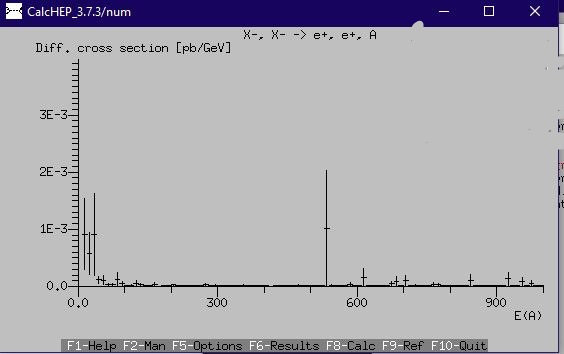 CalcHEP_3.7.3/num
X-, X- -> e+, e+, A
Diff. cross section [pb/GeV]
3E-3
2E-3
1E-3
0.0
0.0 300 600 900
E(A)
F1-Help F2-Man F5-Options F6-Results F8-Calc F9-Ref F10-Quit